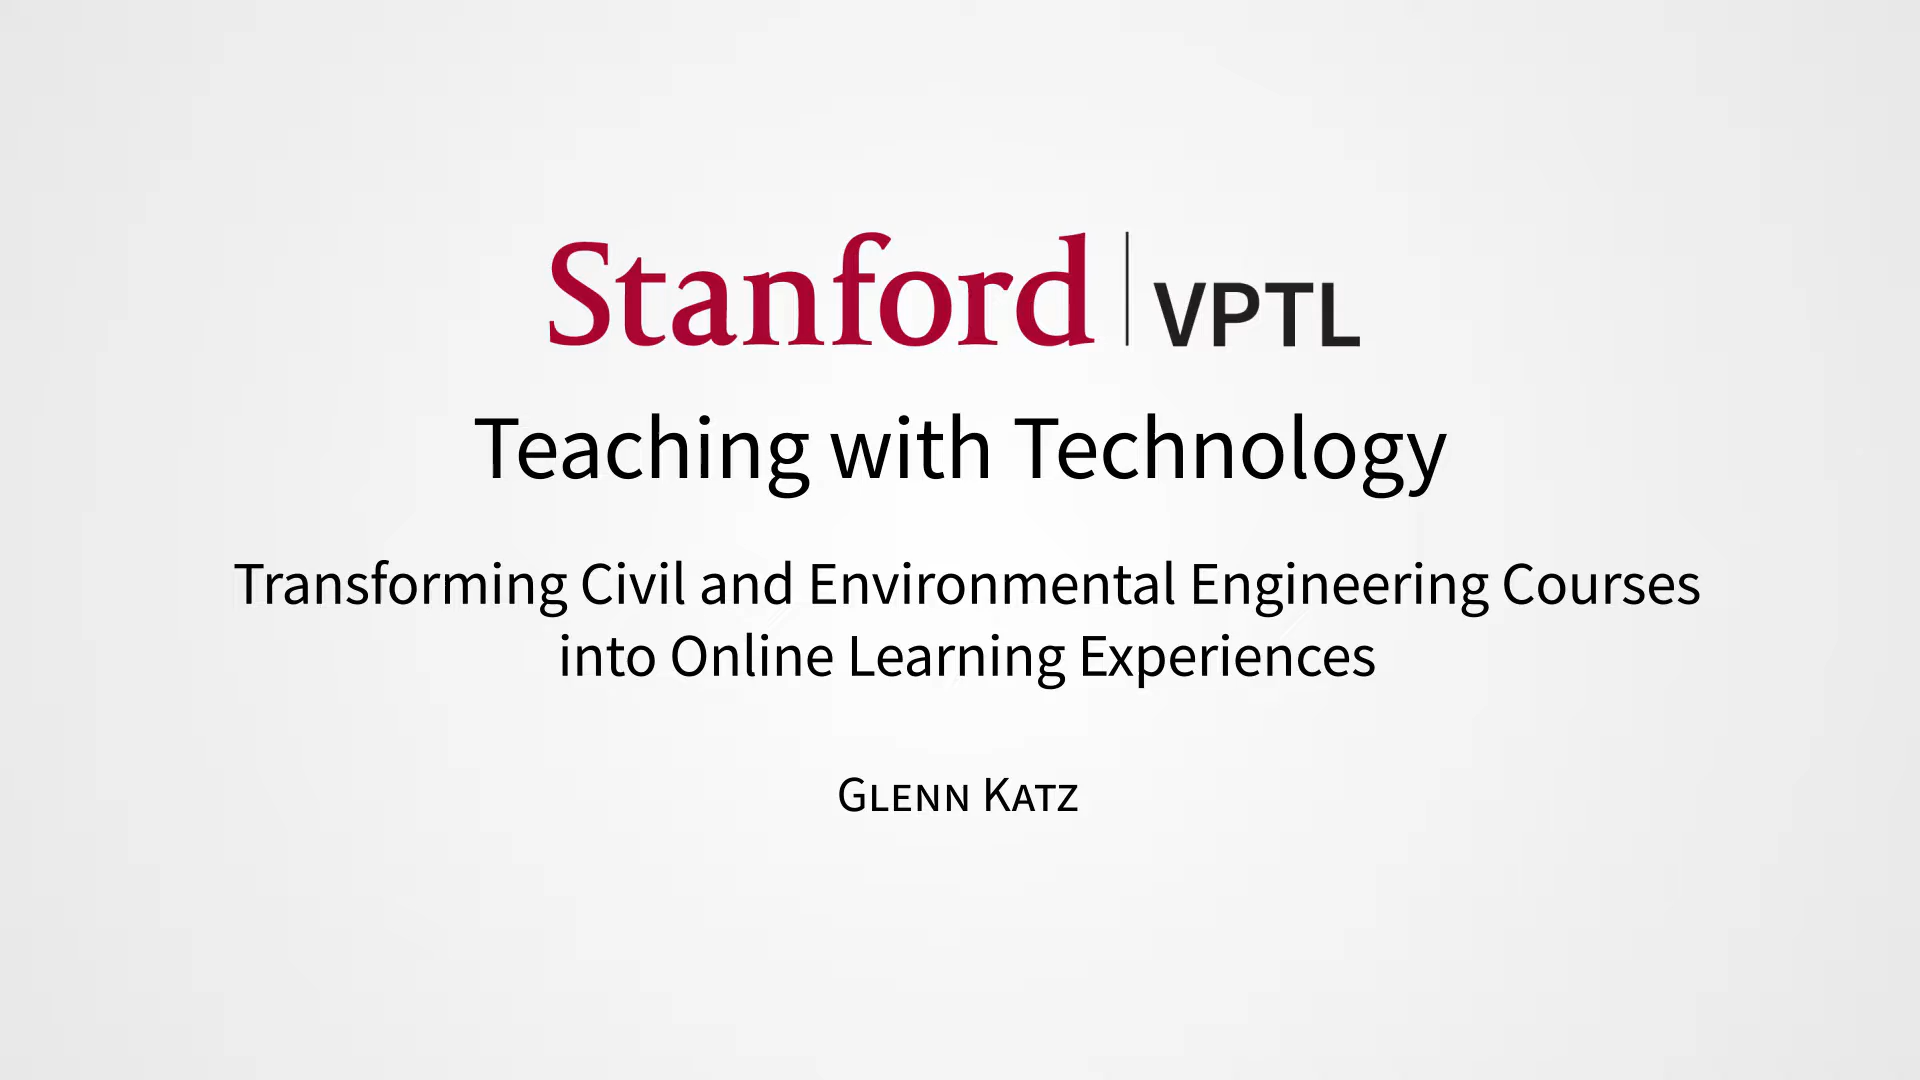 Stanford | VPTL
Teaching with Technology
Transforming Civil and Environmental Engineering Courses
into Online Learning Experiences
Glenn Katz